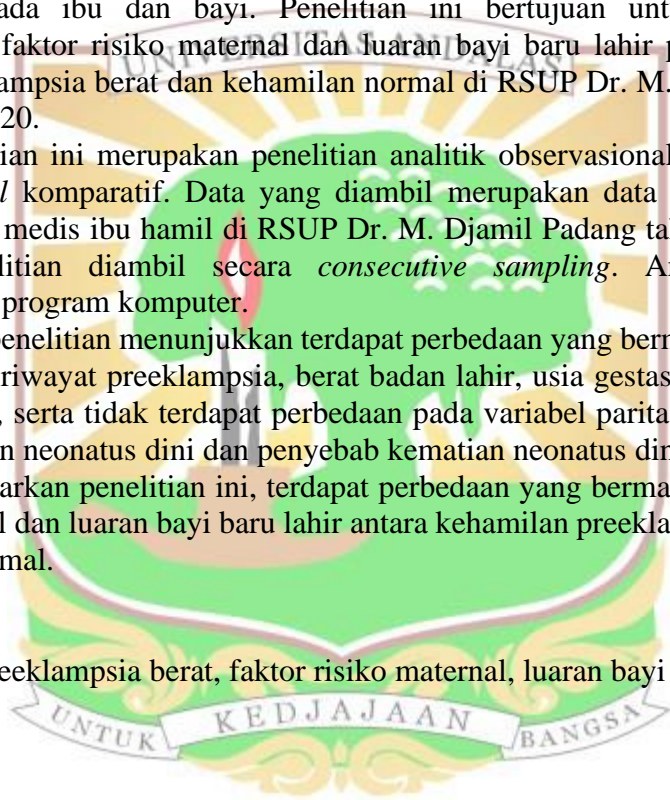 ada ibu dan bayi. Penelitian ini bertujuan unt
faktor risiko maternal dan luaran bayi baru lahir p
UNIVERSITAS ANDALAS
ampsia berat dan kehamilan normal di RSUP Dr. M.
20.
ian ini merupakan penelitian analitik observasional
l komparatif. Data yang diambil merupakan data
medis ibu hamil di RSUP Dr. M. Djamil Padang tal
litian diambil secara consecutive sampling. A
program komputer.
penelitian menunjukkan terdapat perbedaan yang berm
riwayat preeklampsia, berat badan lahir, usia gestas
, serta tidak terdapat perbedaan pada variabel parita
n neonatus dini dan penyebab kematian neonatus din
arkan penelitian ini, terdapat perbedaan yang berma
l dan luaran bayi baru lahir antara kehamilan preekla
mal.
eeklampsia berat, faktor risiko maternal, luaran bayi
UNTUK KEDJAJAAN BANGSA